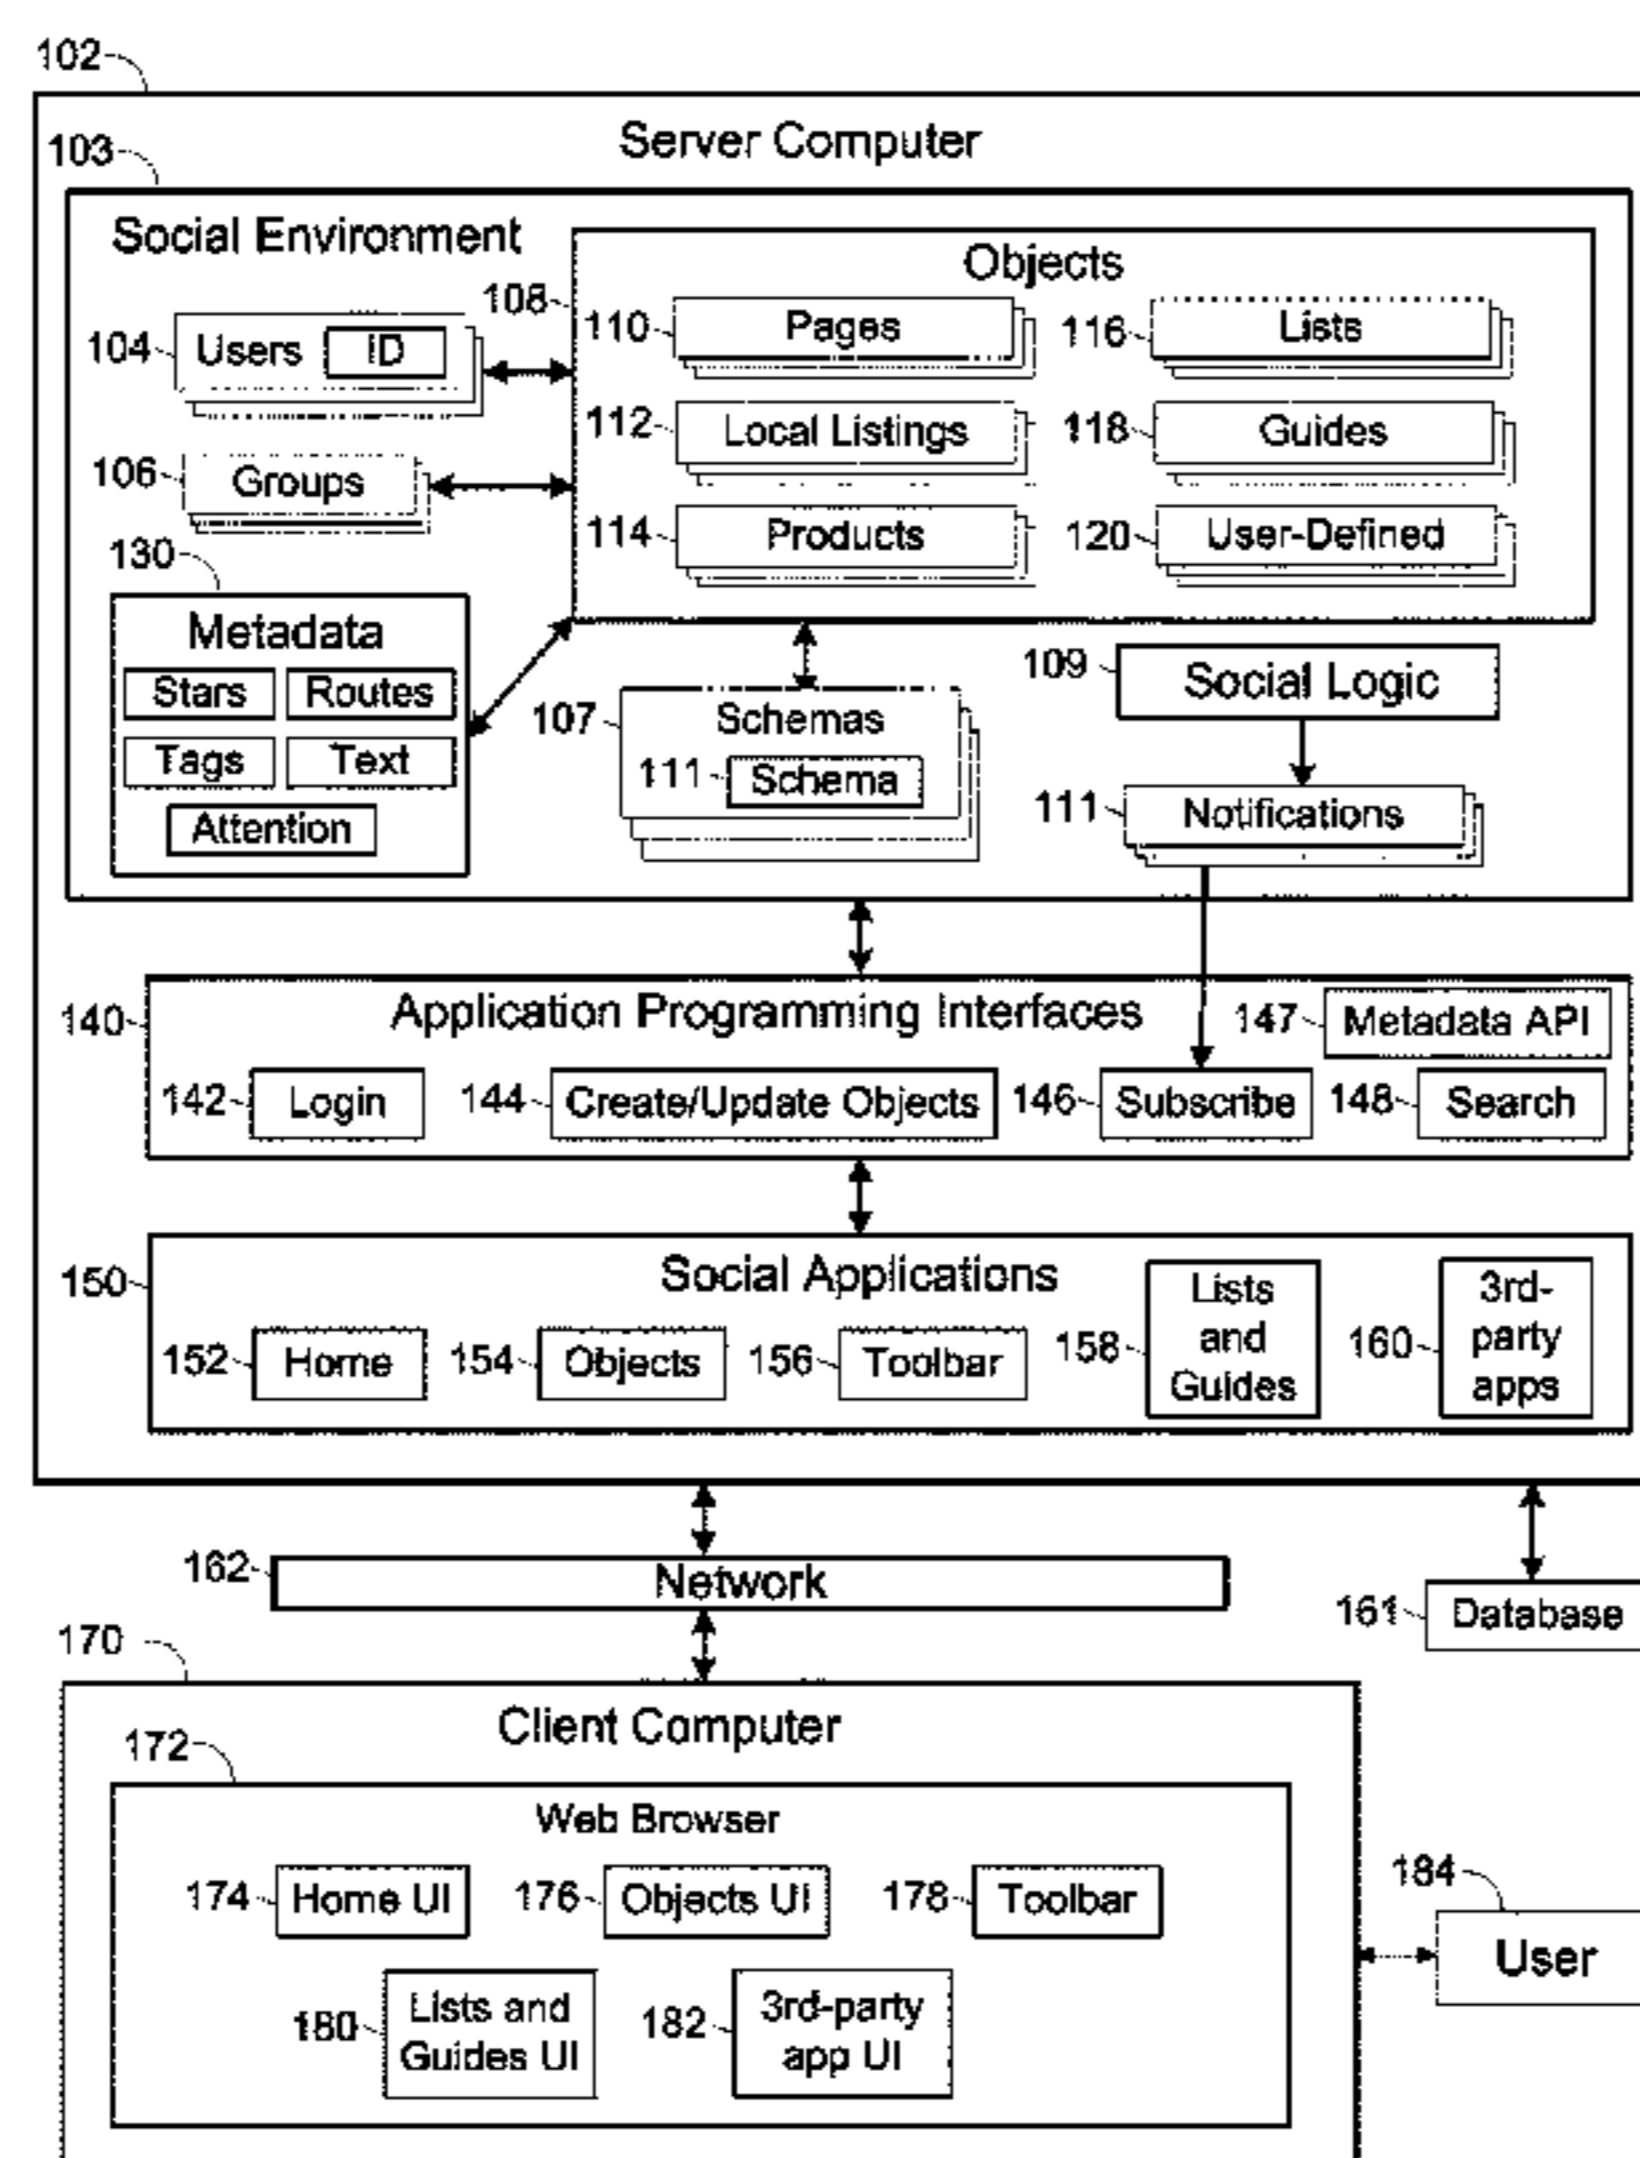 102
Server Computer
103
Social Environment
Objects
108
110 Pages
116 Lists
104 Users ID
112 Local Listings
118 Guides
106 Groups
114 Products
120 User-Defined
130
Metadata
Stars Routes
Tags Text
Attention
107 Schemas
111 Schema
109 Social Logic
111 Notifications
140 Application Programming Interfaces
147 Metadata API
142 Login
144 Create/Update Objects
146 Subscribe
148 Search
150 Social Applications
152 Home
154 Objects
156 Toolbar
158 Lists
and
Guides
160 3rd-
party
apps
162 Network
161 Database
170
Client Computer
172
Web Browser
174 Home UI
176 Objects UI
178 Toolbar
180 Lists and
Guides UI
182 3rd-party
app UI
184
User